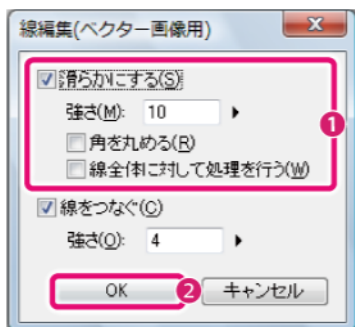 線編集(ベクター画像用)
滑らかにする(S)
強さ(M): 10
1
角を丸める(R)
線全体に対して処理を行う(W)
線をつなぐ(C)
強さ(O): 4
OK 2 キャンセル